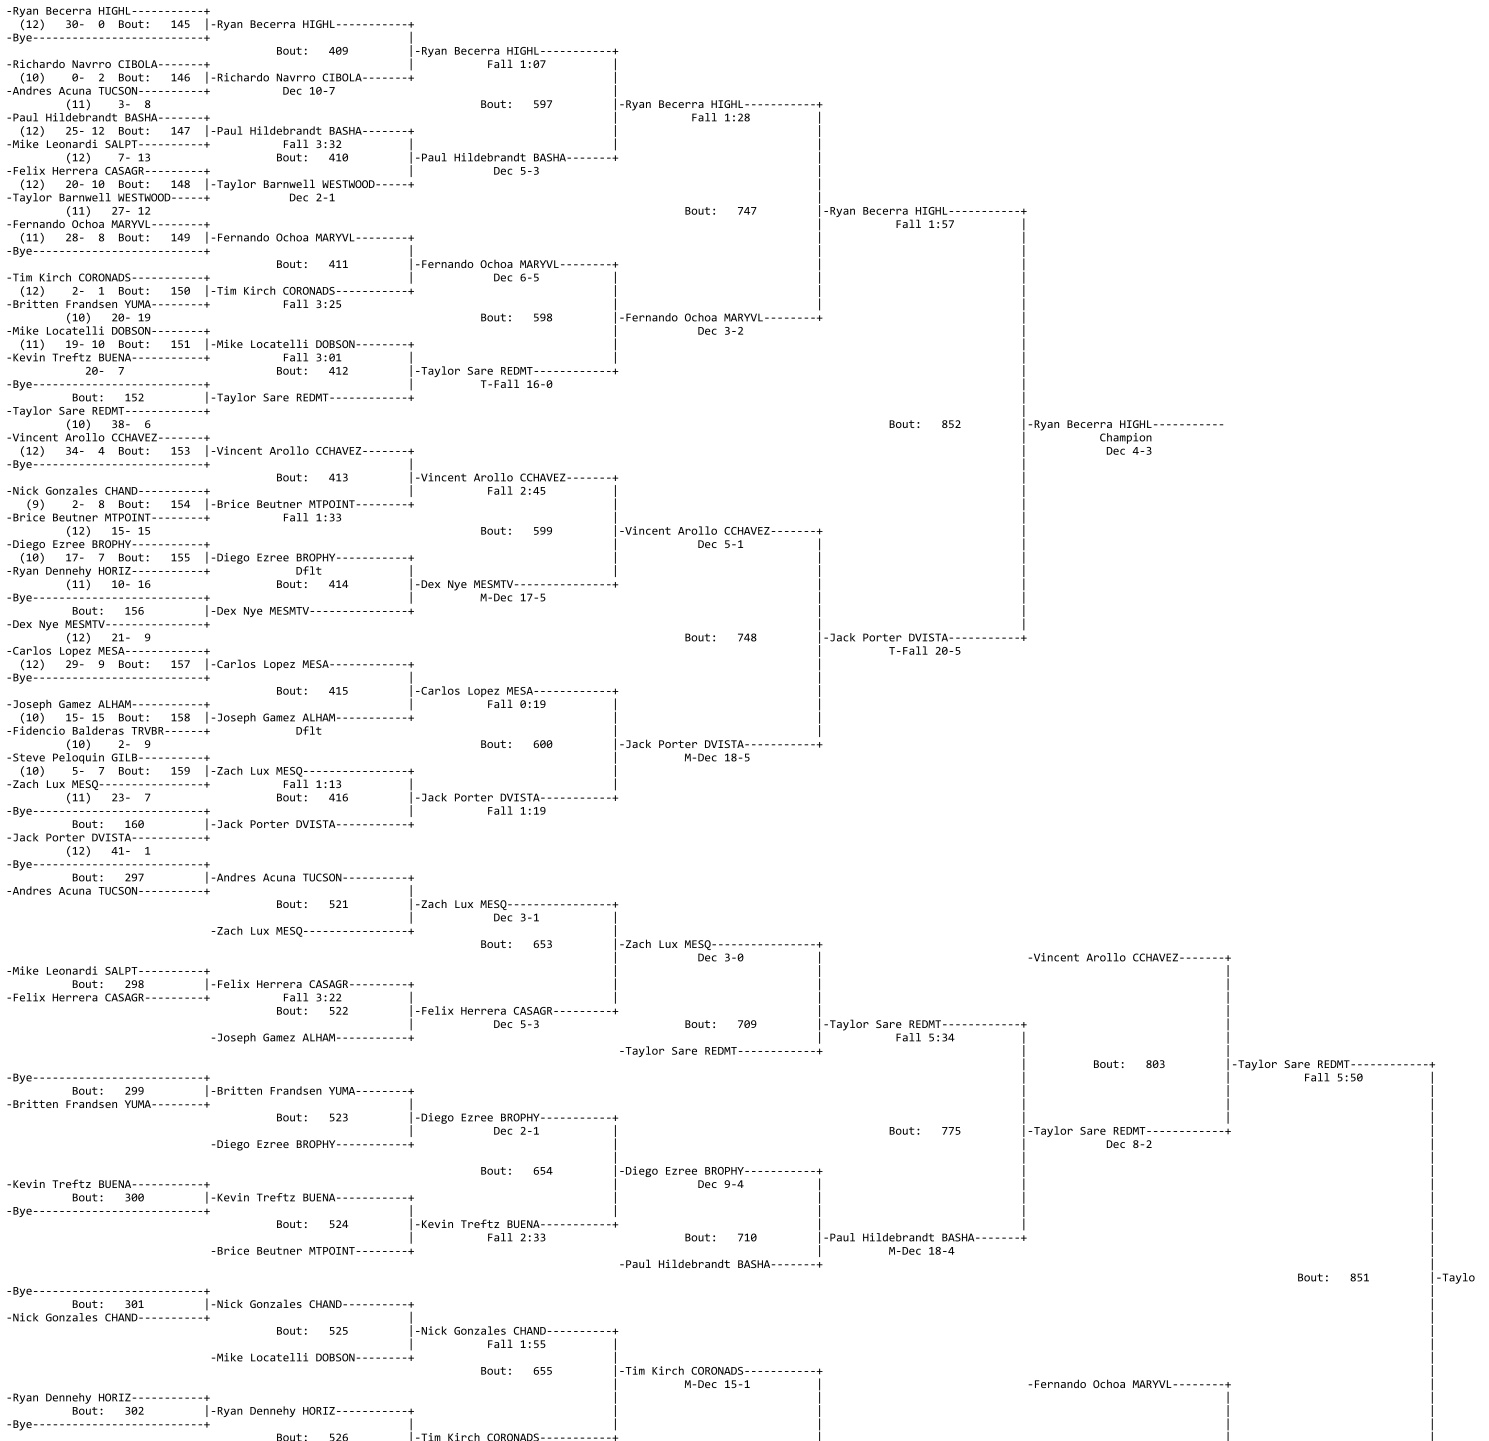 -Ryan Becerra HIGHL-----------+
(12) 30- 0 Bout: 145 |-Ryan Becerra HIGHL-----------+
-Bye--------------------------+ |
Bout: 409 |-Ryan Becerra HIGHL-----------+
-Richardo Navrro CIBOLA-------+ | Fall 1:07 |
(10) 0- 2 Bout: 146 |-Richardo Navrro CIBOLA-------+ |
-Andres Acuna TUCSON----------+ Dec 10-7 |
(11) 3- 8 Bout: 597 |-Ryan Becerra HIGHL-----------+
-Paul Hildebrandt BASHA-------+ | Fall 1:28 |
(12) 25- 12 Bout: 147 |-Paul Hildebrandt BASHA-------+ | |
-Mike Leonardi SALPT----------+ Fall 3:32 | | |
(12) 7- 13 Bout: 410 |-Paul Hildebrandt BASHA-------+ |
-Felix Herrera CASAGR---------+ | Dec 5-3 |
(12) 20- 10 Bout: 148 |-Taylor Barnwell WESTWOOD-----+ |
-Taylor Barnwell WESTWOOD-----+ Dec 2-1 |
(11) 27- 12 Bout: 747 |-Ryan Becerra HIGHL-----------+
-Fernando Ochoa MARYVL--------+ | Fall 1:57 |
(11) 28- 8 Bout: 149 |-Fernando Ochoa MARYVL--------+ | |
-Bye--------------------------+ | | |
Bout: 411 |-Fernando Ochoa MARYVL--------+ | |
-Tim Kirch CORONADS-----------+ | Dec 6-5 | | |
(12) 2- 1 Bout: 150 |-Tim Kirch CORONADS-----------+ | | |
-Britten Frandsen YUMA--------+ Fall 3:25 | | |
(10) 20- 19 Bout: 598 |-Fernando Ochoa MARYVL--------+ |
-Mike Locatelli DOBSON--------+ | Dec 3-2 |
(11) 19- 10 Bout: 151 |-Mike Locatelli DOBSON--------+ | |
-Kevin Treftz BUENA-----------+ Fall 3:01 | | |
20- 7 Bout: 412 |-Taylor Sare REDMT------------+ |
-Bye--------------------------+ | T-Fall 16-0 |
Bout: 152 |-Taylor Sare REDMT------------+ |
-Taylor Sare REDMT------------+ |
(10) 38- 6 Bout: 852 |-Ryan Becerra HIGHL-----------
-Vincent Arollo CCHAVEZ-------+ | Champion
(12) 34- 4 Bout: 153 |-Vincent Arollo CCHAVEZ-------+ | Dec 4-3
-Bye--------------------------+ | |
Bout: 413 |-Vincent Arollo CCHAVEZ-------+ |
-Nick Gonzales CHAND----------+ | Fall 2:45 | |
(9) 2- 8 Bout: 154 |-Brice Beutner MTPOINT--------+ | |
-Brice Beutner MTPOINT--------+ Fall 1:33 | |
(12) 15- 15 Bout: 599 |-Vincent Arollo CCHAVEZ-------+ |
-Diego Ezree BROPHY-----------+ | Dec 5-1 | |
(10) 17- 7 Bout: 155 |-Diego Ezree BROPHY-----------+ | | |
-Ryan Dennehy HORIZ-----------+ Dflt | | | |
(11) 10- 16 Bout: 414 |-Dex Nye MESMTV---------------+ | |
-Bye--------------------------+ | M-Dec 17-5 | |
Bout: 156 |-Dex Nye MESMTV---------------+ | |
-Dex Nye MESMTV---------------+ | |
(12) 21- 9 Bout: 748 |-Jack Porter DVISTA-----------+
-Carlos Lopez MESA------------+ | T-Fall 20-5
(12) 29- 9 Bout: 157 |-Carlos Lopez MESA------------+ |
-Bye--------------------------+ | |
Bout: 415 |-Carlos Lopez MESA------------+ |
-Joseph Gamez ALHAM-----------+ | Fall 0:19 | |
(10) 15- 15 Bout: 158 |-Joseph Gamez ALHAM-----------+ | |
-Fidencio Balderas TRVBR------+ Dflt | |
(10) 2- 9 Bout: 600 |-Jack Porter DVISTA-----------+
-Steve Peloquin GILB----------+ | M-Dec 18-5
(10) 5- 7 Bout: 159 |-Zach Lux MESQ----------------+ |
-Zach Lux MESQ----------------+ Fall 1:13 | |
(11) 23- 7 Bout: 416 |-Jack Porter DVISTA-----------+
-Bye--------------------------+ | Fall 1:19
Bout: 160 |-Jack Porter DVISTA-----------+
-Jack Porter DVISTA-----------+
(12) 41- 1
-Bye--------------------------+
Bout: 297 |-Andres Acuna TUCSON----------+
-Andres Acuna TUCSON----------+ |
Bout: 521 |-Zach Lux MESQ----------------+
| Dec 3-1 |
-Zach Lux MESQ----------------+ |
Bout: 653 |-Zach Lux MESQ----------------+
| Dec 3-0 | -Vincent Arollo CCHAVEZ-------+
-Mike Leonardi SALPT----------+ | | |
Bout: 298 |-Felix Herrera CASAGR---------+ | | |
-Felix Herrera CASAGR---------+ Fall 3:22 | | | |
Bout: 522 |-Felix Herrera CASAGR---------+ | |
| Dec 5-3 Bout: 709 |-Taylor Sare REDMT------------+ |
-Joseph Gamez ALHAM-----------+ | Fall 5:34 | |
-Taylor Sare REDMT------------+ | |
Bout: 803 |-Taylor Sare REDMT------------+
-Bye--------------------------+ | | Fall 5:50 |
Bout: 299 |-Britten Frandsen YUMA--------+ | | |
-Britten Frandsen YUMA--------+ | | | |
Bout: 523 |-Diego Ezree BROPHY-----------+ | | |
| Dec 2-1 | Bout: 775 |-Taylor Sare REDMT------------+ |
-Diego Ezree BROPHY-----------+ | | Dec 8-2 |
Bout: 654 |-Diego Ezree BROPHY-----------+ | |
-Kevin Treftz BUENA-----------+ | Dec 9-4 | | |
Bout: 300 |-Kevin Treftz BUENA-----------+ | | | |
-Bye--------------------------+ | | | | |
Bout: 524 |-Kevin Treftz BUENA-----------+ | | |
| Fall 2:33 Bout: 710 |-Paul Hildebrandt BASHA-------+ |
-Brice Beutner MTPOINT--------+ | M-Dec 18-4 |
-Paul Hildebrandt BASHA-------+ |
Bout: 851 |-Taylo
-Bye--------------------------+ |
Bout: 301 |-Nick Gonzales CHAND----------+ |
-Nick Gonzales CHAND----------+ | |
Bout: 525 |-Nick Gonzales CHAND----------+ |
| Fall 1:55 | |
-Mike Locatelli DOBSON--------+ | |
Bout: 655 |-Tim Kirch CORONADS-----------+ |
| M-Dec 15-1 | -Fernando Ochoa MARYVL--------+ |
-Ryan Dennehy HORIZ-----------+ | | | |
Bout: 302 |-Ryan Dennehy HORIZ-----------+ | | | |
-Bye--------------------------+ | | | | |
Bout: 526 |-Tim Kirch CORONADS-----------+ | | |